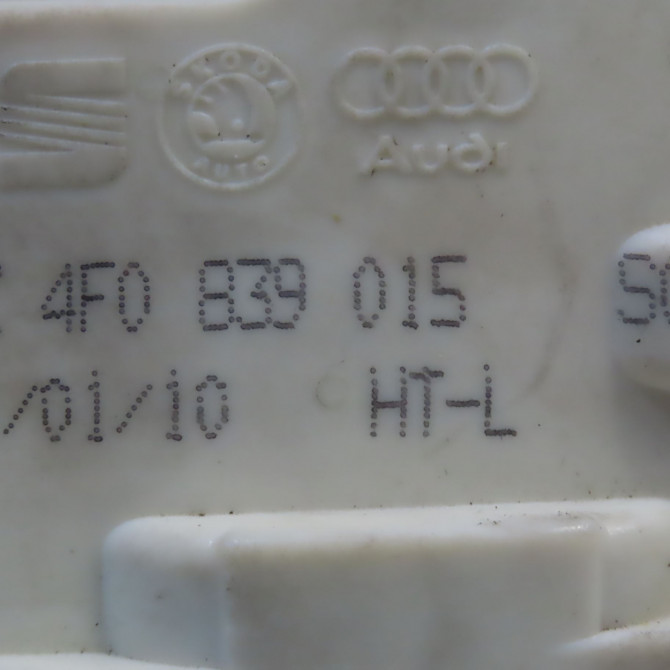 ŠKODA
AUTO
Audi
4F0 839 015
/01/10 HT-L